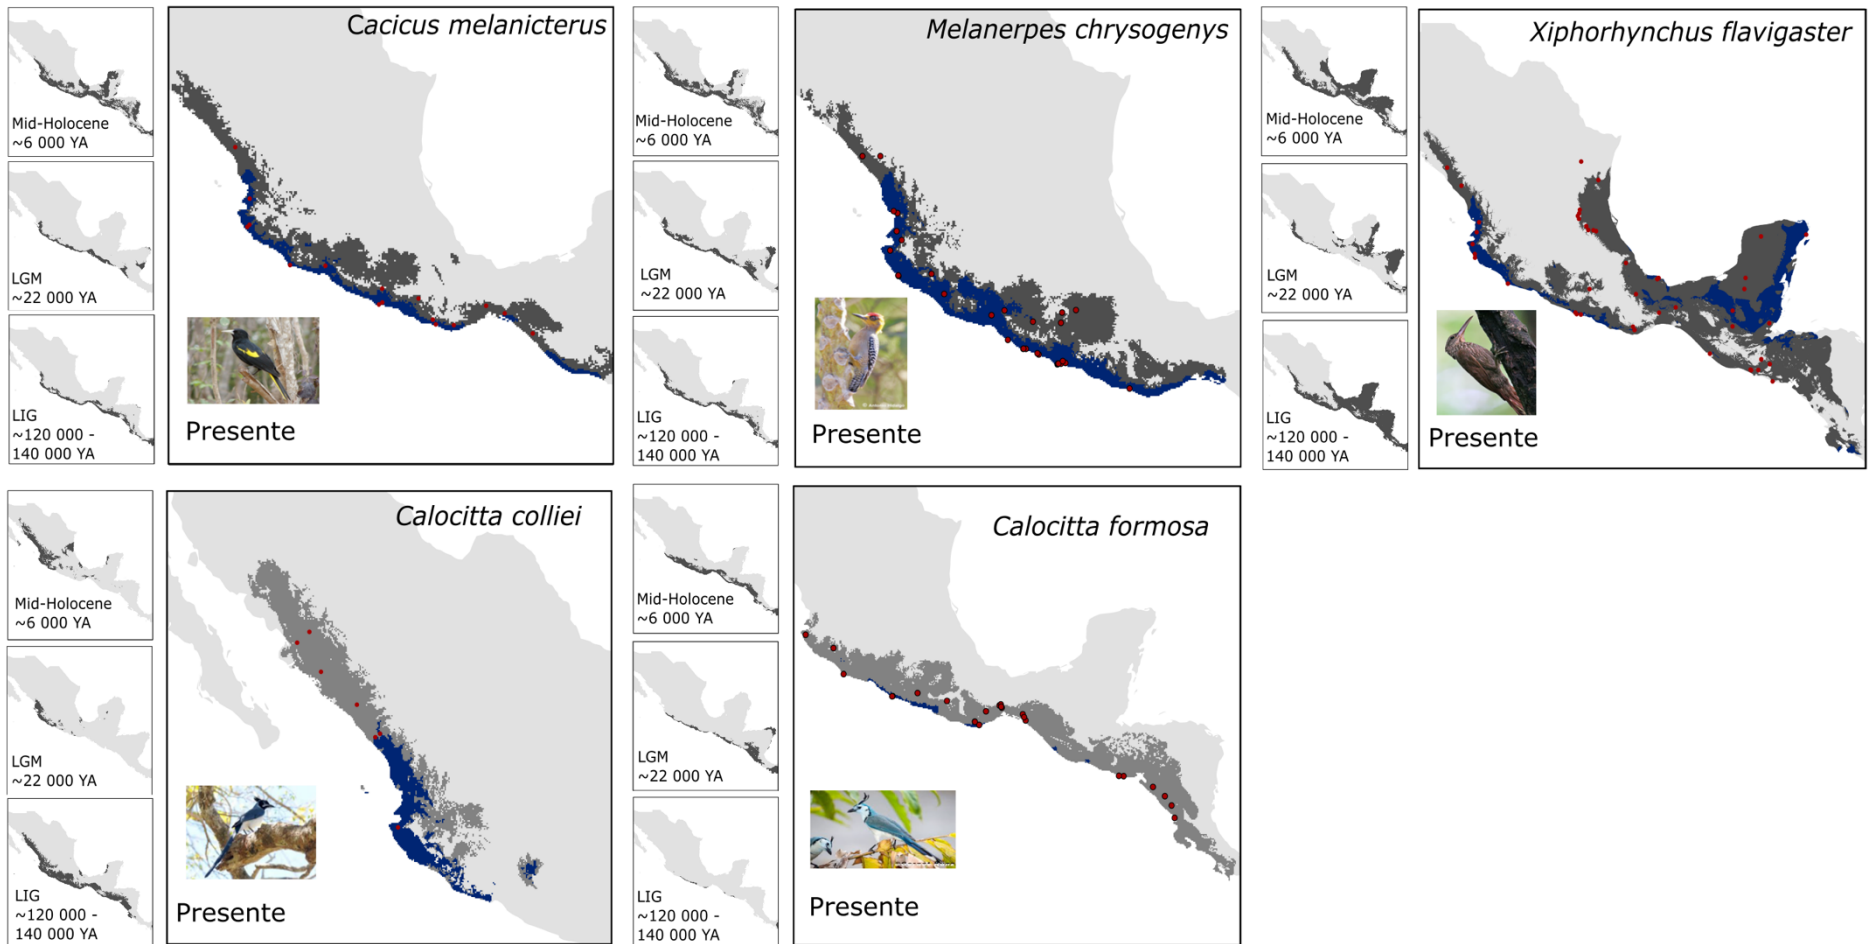 Cacicus melanicterus
Mid-Holocene
~6 000 YA
LGM
~22 000 YA
LIG
~120 000 -
140 000 YA
Presente
Melanerpes chrysogenys
Mid-Holocene
~6 000 YA
LGM
~22 000 YA
LIG
~120 000 -
140 000 YA
Presente
Xiphorhynchus flavigaster
Mid-Holocene
~6 000 YA
LGM
~22 000 YA
LIG
~120 000 -
140 000 YA
Presente
Calocitta colliei
Mid-Holocene
~6 000 YA
LGM
~22 000 YA
LIG
~120 000 -
140 000 YA
Presente
Calocitta formosa
Mid-Holocene
~6 000 YA
LGM
~22 000 YA
LIG
~120 000 -
140 000 YA
Presente